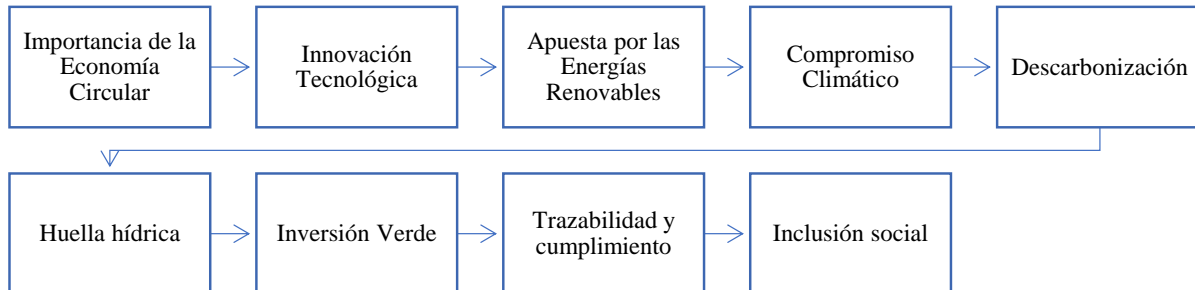 Importancia de la
Economía
Circular
Innovación
Tecnológica
Apuesta por las
Energías
Renovables
Compromiso
Climático
Descarbonización
Huella hídrica
Inversión Verde
Trazabilidad y
cumplimiento
Inclusión social